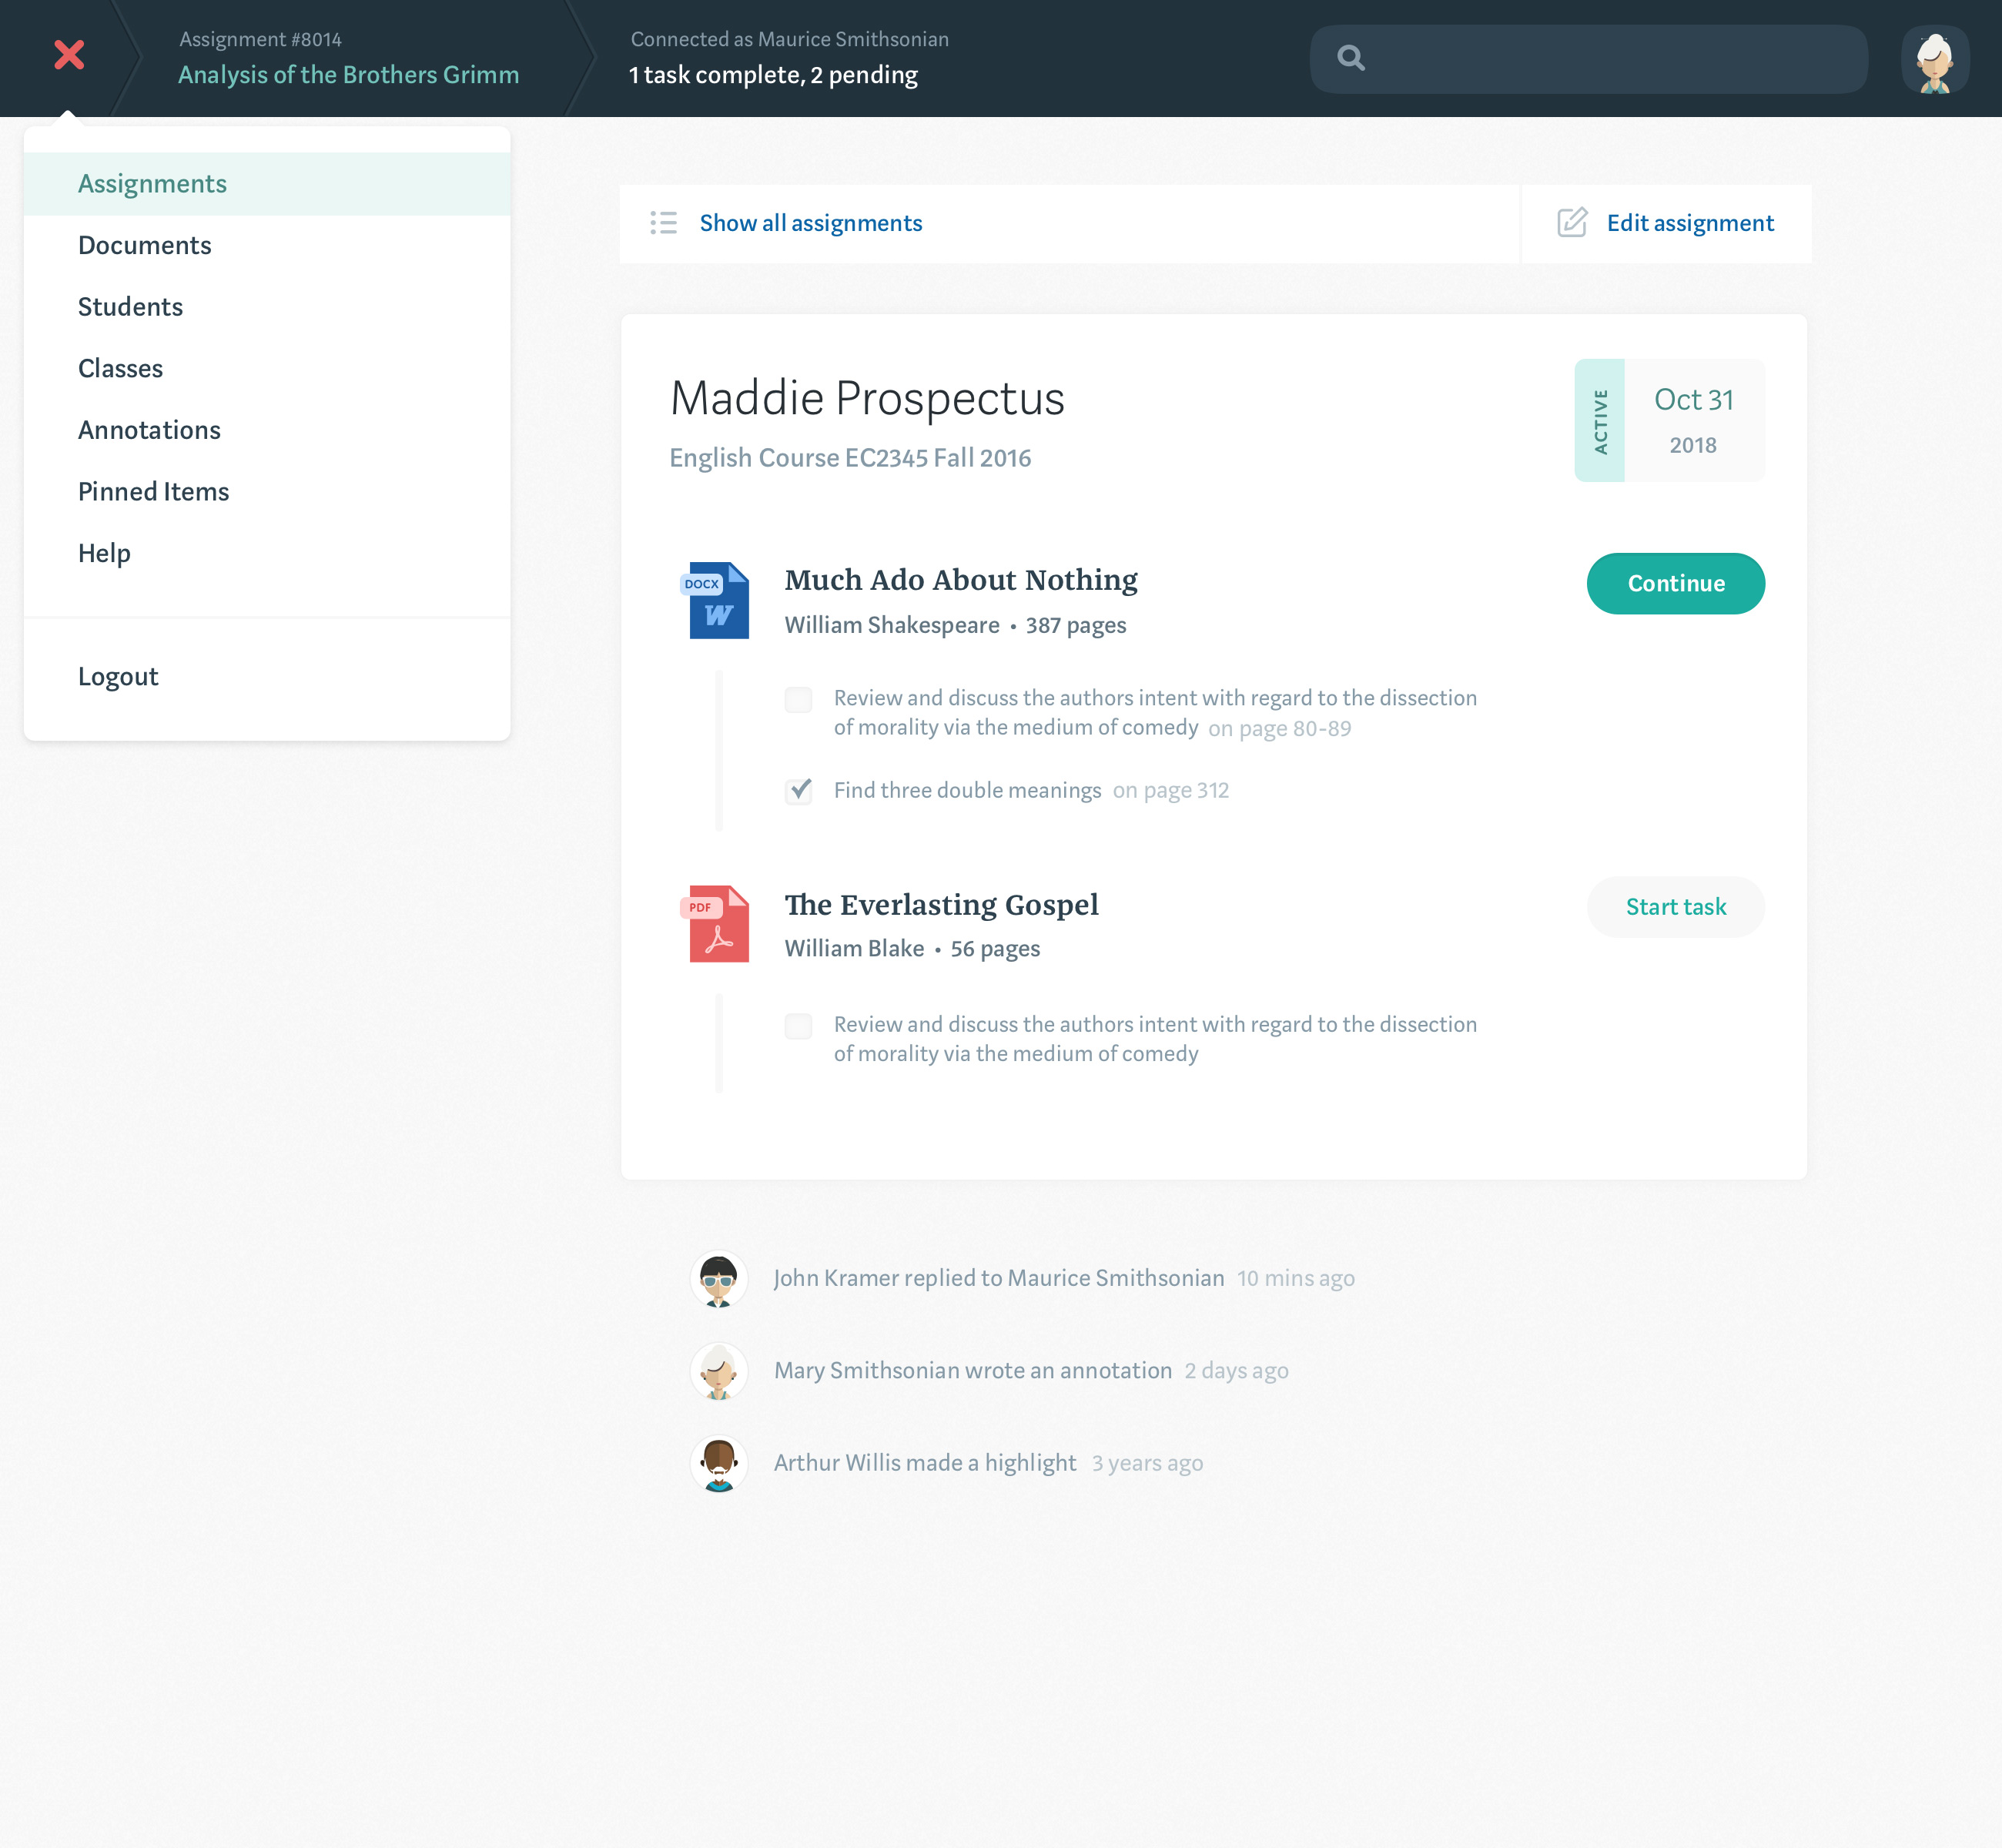 Assignment #8014
Analysis of the Brothers Grimm
Connected as Maurice Smithsonian
1 task complete, 2 pending
Assignments
Documents
Students
Classes
Annotations
Pinned Items
Help
Logout
Show all assignments
Edit assignment
Maddie Prospectus
English Course EC2345 Fall 2016
ACTIVE
Oct 31
2018
DOCX
W
Much Ado About Nothing
William Shakespeare • 387 pages
Continue
Review and discuss the authors intent with regard to the dissection
of morality via the medium of comedy on page 80-89
Find three double meanings on page 312
PDF
The Everlasting Gospel
William Blake • 56 pages
Start task
Review and discuss the authors intent with regard to the dissection
of morality via the medium of comedy
John Kramer replied to Maurice Smithsonian 10 mins ago
Mary Smithsonian wrote an annotation 2 days ago
Arthur Willis made a highlight 3 years ago